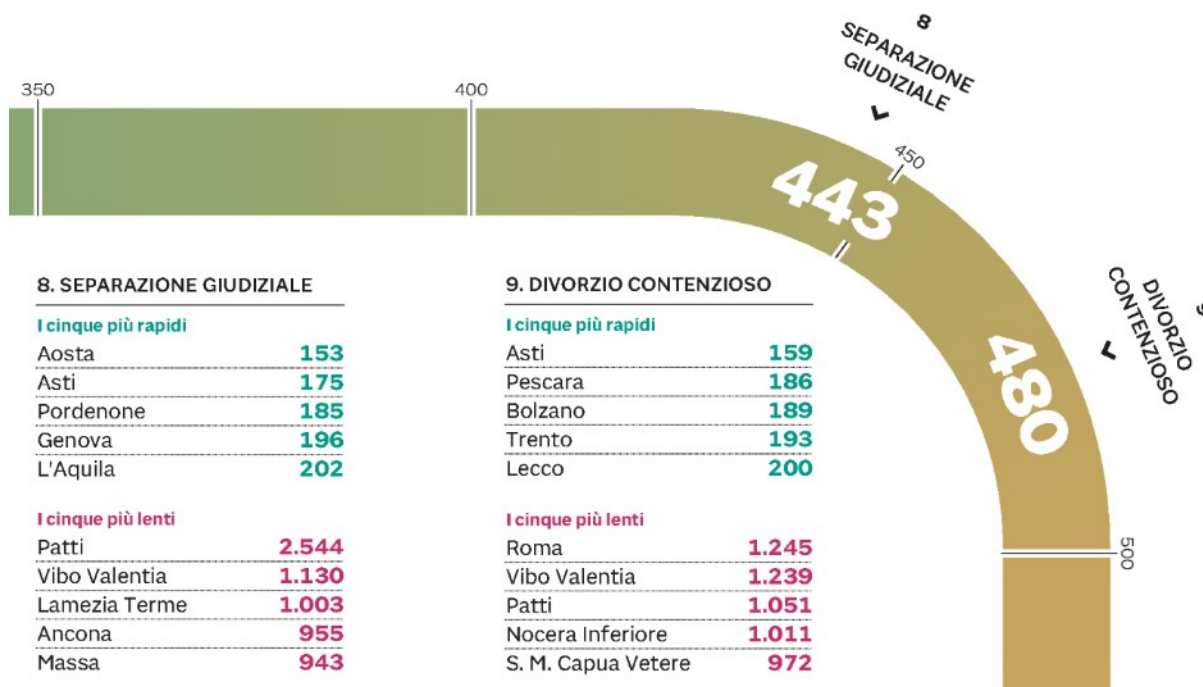 8
SEPARAZIONE
GIUDIZIALE
350
400
450
443
9
DIVORZIO
CONTENZIOSO
480
500
8. SEPARAZIONE GIUDIZIALE
I cinque più rapidi
Aosta 153
Asti 175
Pordenone 185
Genova 196
L'Aquila 202
I cinque più lenti
Patti 2.544
Vibo Valentia 1.130
Lamezia Terme 1.003
Ancona 955
Massa 943
9. DIVORZIO CONTENZIOSO
I cinque più rapidi
Asti 159
Pescara 186
Bolzano 189
Trento 193
Lecco 200
I cinque più lenti
Roma 1.245
Vibo Valentia 1.239
Patti 1.051
Nocera Inferiore 1.011
S. M. Capua Vetere 972